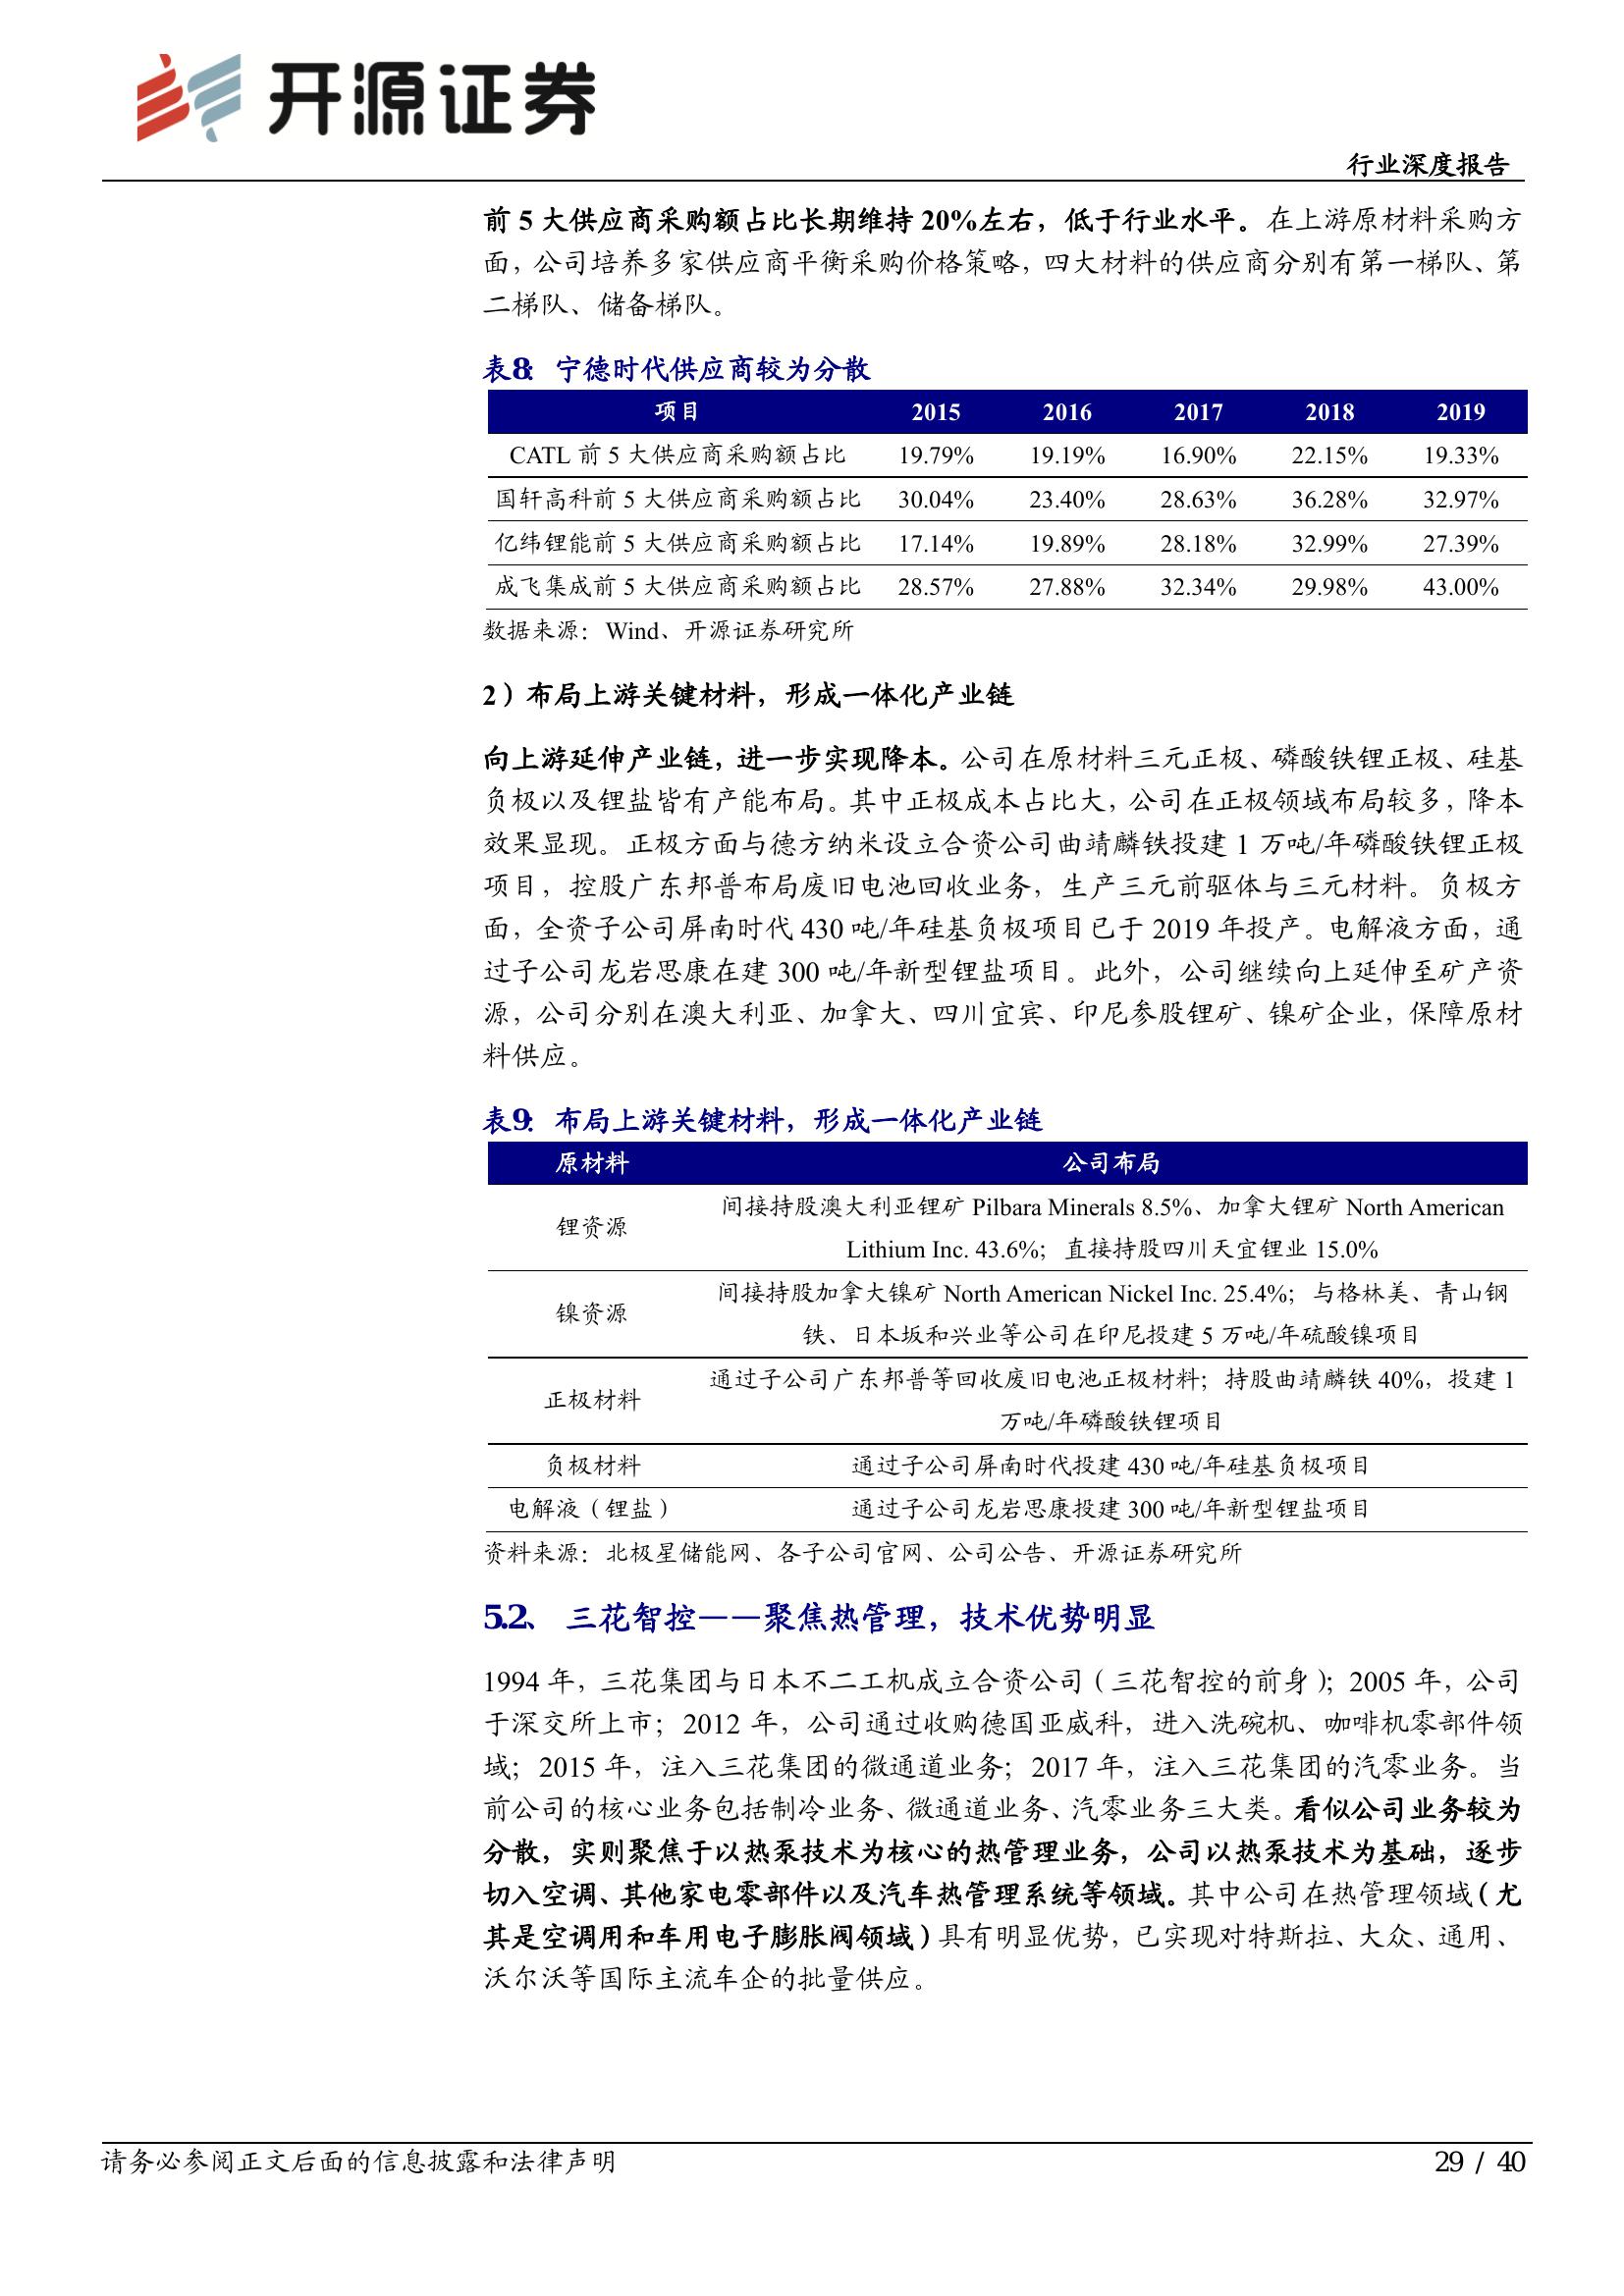 开源证券
行业深度报告
前 5 大供应商采购额占比长期维持 20%左右，低于行业水平。在上游原材料采购方
面，公司培养多家供应商平衡采购价格策略，四大材料的供应商分别有第一梯队、第
二梯队、储备梯队。
表8： 宁德时代供应商较为分散
项目 2015 2016 2017 2018 2019
CATL 前 5 大供应商采购额占比 19.79% 19.19% 16.90% 22.15% 19.33%
国轩高科前 5 大供应商采购额占比 30.04% 23.40% 28.63% 36.28% 32.97%
亿纬锂能前 5 大供应商采购额占比 17.14% 19.89% 28.18% 32.99% 27.39%
成飞集成前 5 大供应商采购额占比 28.57% 27.88% 32.34% 29.98% 43.00%
数据来源：Wind、开源证券研究所
2）布局上游关键材料，形成一体化产业链
向上游延伸产业链，进一步实现降本。公司在原材料三元正极、磷酸铁锂正极、硅基
负极以及锂盐皆有产能布局。其中正极成本占比大，公司在正极领域布局较多，降本
效果显现。正极方面与德方纳米设立合资公司曲靖麟铁投建 1 万吨/年磷酸铁锂正极
项目，控股广东邦普布局废旧电池回收业务，生产三元前驱体与三元材料。负极方
面，全资子公司屏南时代 430 吨/年硅基负极项目已于 2019 年投产。电解液方面，通
过子公司龙岩思康在建 300 吨/年新型锂盐项目。此外，公司继续向上延伸至矿产资
源，公司分别在澳大利亚、加拿大、四川宜宾、印尼参股锂矿、镍矿企业，保障原材
料供应。
表9： 布局上游关键材料，形成一体化产业链
原材料 公司布局
锂资源 间接持股澳大利亚锂矿 Pilbara Minerals 8.5%、加拿大锂矿 North American
Lithium Inc. 43.6%；直接持股四川天宜锂业 15.0%
镍资源 间接持股加拿大镍矿 North American Nickel Inc. 25.4%；与格林美、青山钢
铁、日本坂和兴业等公司在印尼投建 5 万吨/年硫酸镍项目
正极材料 通过子公司广东邦普等回收废旧电池正极材料；持股曲靖麟铁 40%，投建 1
万吨/年磷酸铁锂项目
负极材料 通过子公司屏南时代投建 430 吨/年硅基负极项目
电解液（锂盐） 通过子公司龙岩思康投建 300 吨/年新型锂盐项目
资料来源：北极星储能网、各子公司官网、公司公告、开源证券研究所
5.2、 三花智控——聚焦热管理，技术优势明显
1994 年，三花集团与日本不二工机成立合资公司（三花智控的前身）；2005 年，公司
于深交所上市；2012 年，公司通过收购德国亚威科，进入洗碗机、咖啡机零部件领
域；2015 年，注入三花集团的微通道业务；2017 年，注入三花集团的汽零业务。当
前公司的核心业务包括制冷业务、微通道业务、汽零业务三大类。看似公司业务较为
分散，实则聚焦于以热泵技术为核心的热管理业务，公司以热泵技术为基础，逐步
切入空调、其他家电零部件以及汽车热管理系统等领域。其中公司在热管理领域（尤
其是空调用和车用电子膨胀阀领域）具有明显优势，已实现对特斯拉、大众、通用、
沃尔沃等国际主流车企的批量供应。
请务必参阅正文后面的信息披露和法律声明 29 / 40